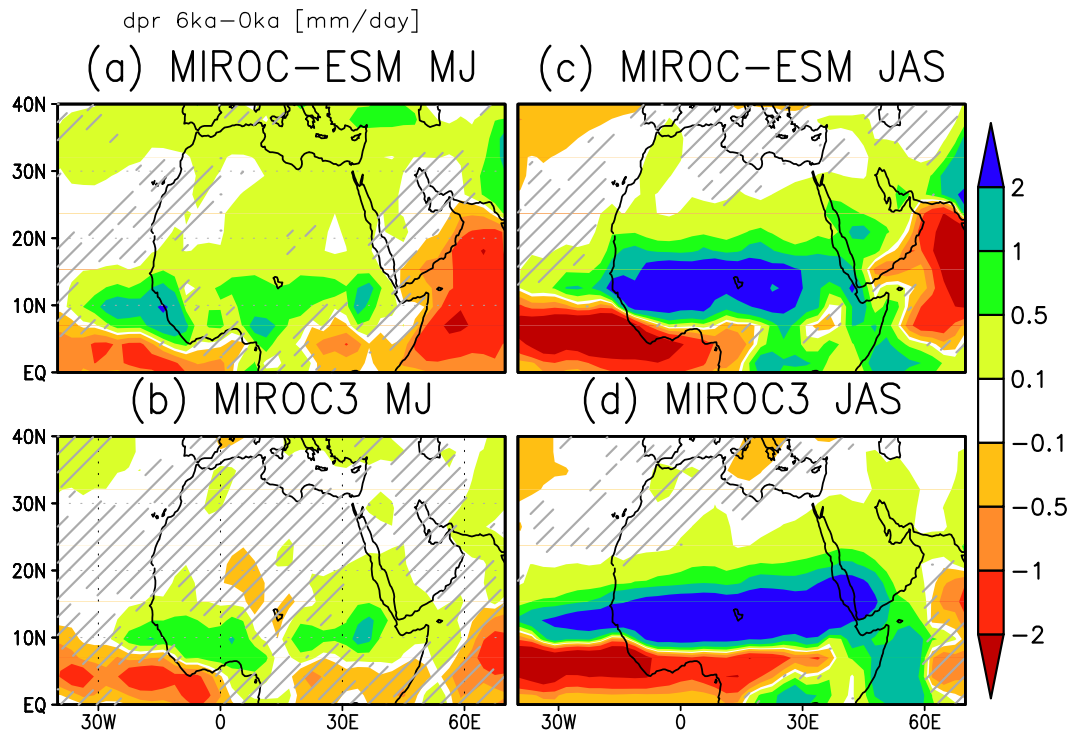 dpr 6ka−0ka [mm/day]
(a) MIROC−ESM MJ
(c) MIROC−ESM JAS
40N
30N
20N
10N
EQ
2
1
0.5
0.1
−0.1
−0.5
−1
−2
(b) MIROC3 MJ
(d) MIROC3 JAS
40N
30N
20N
10N
EQ
30W 0 30E 60E
30W 0 30E 60E